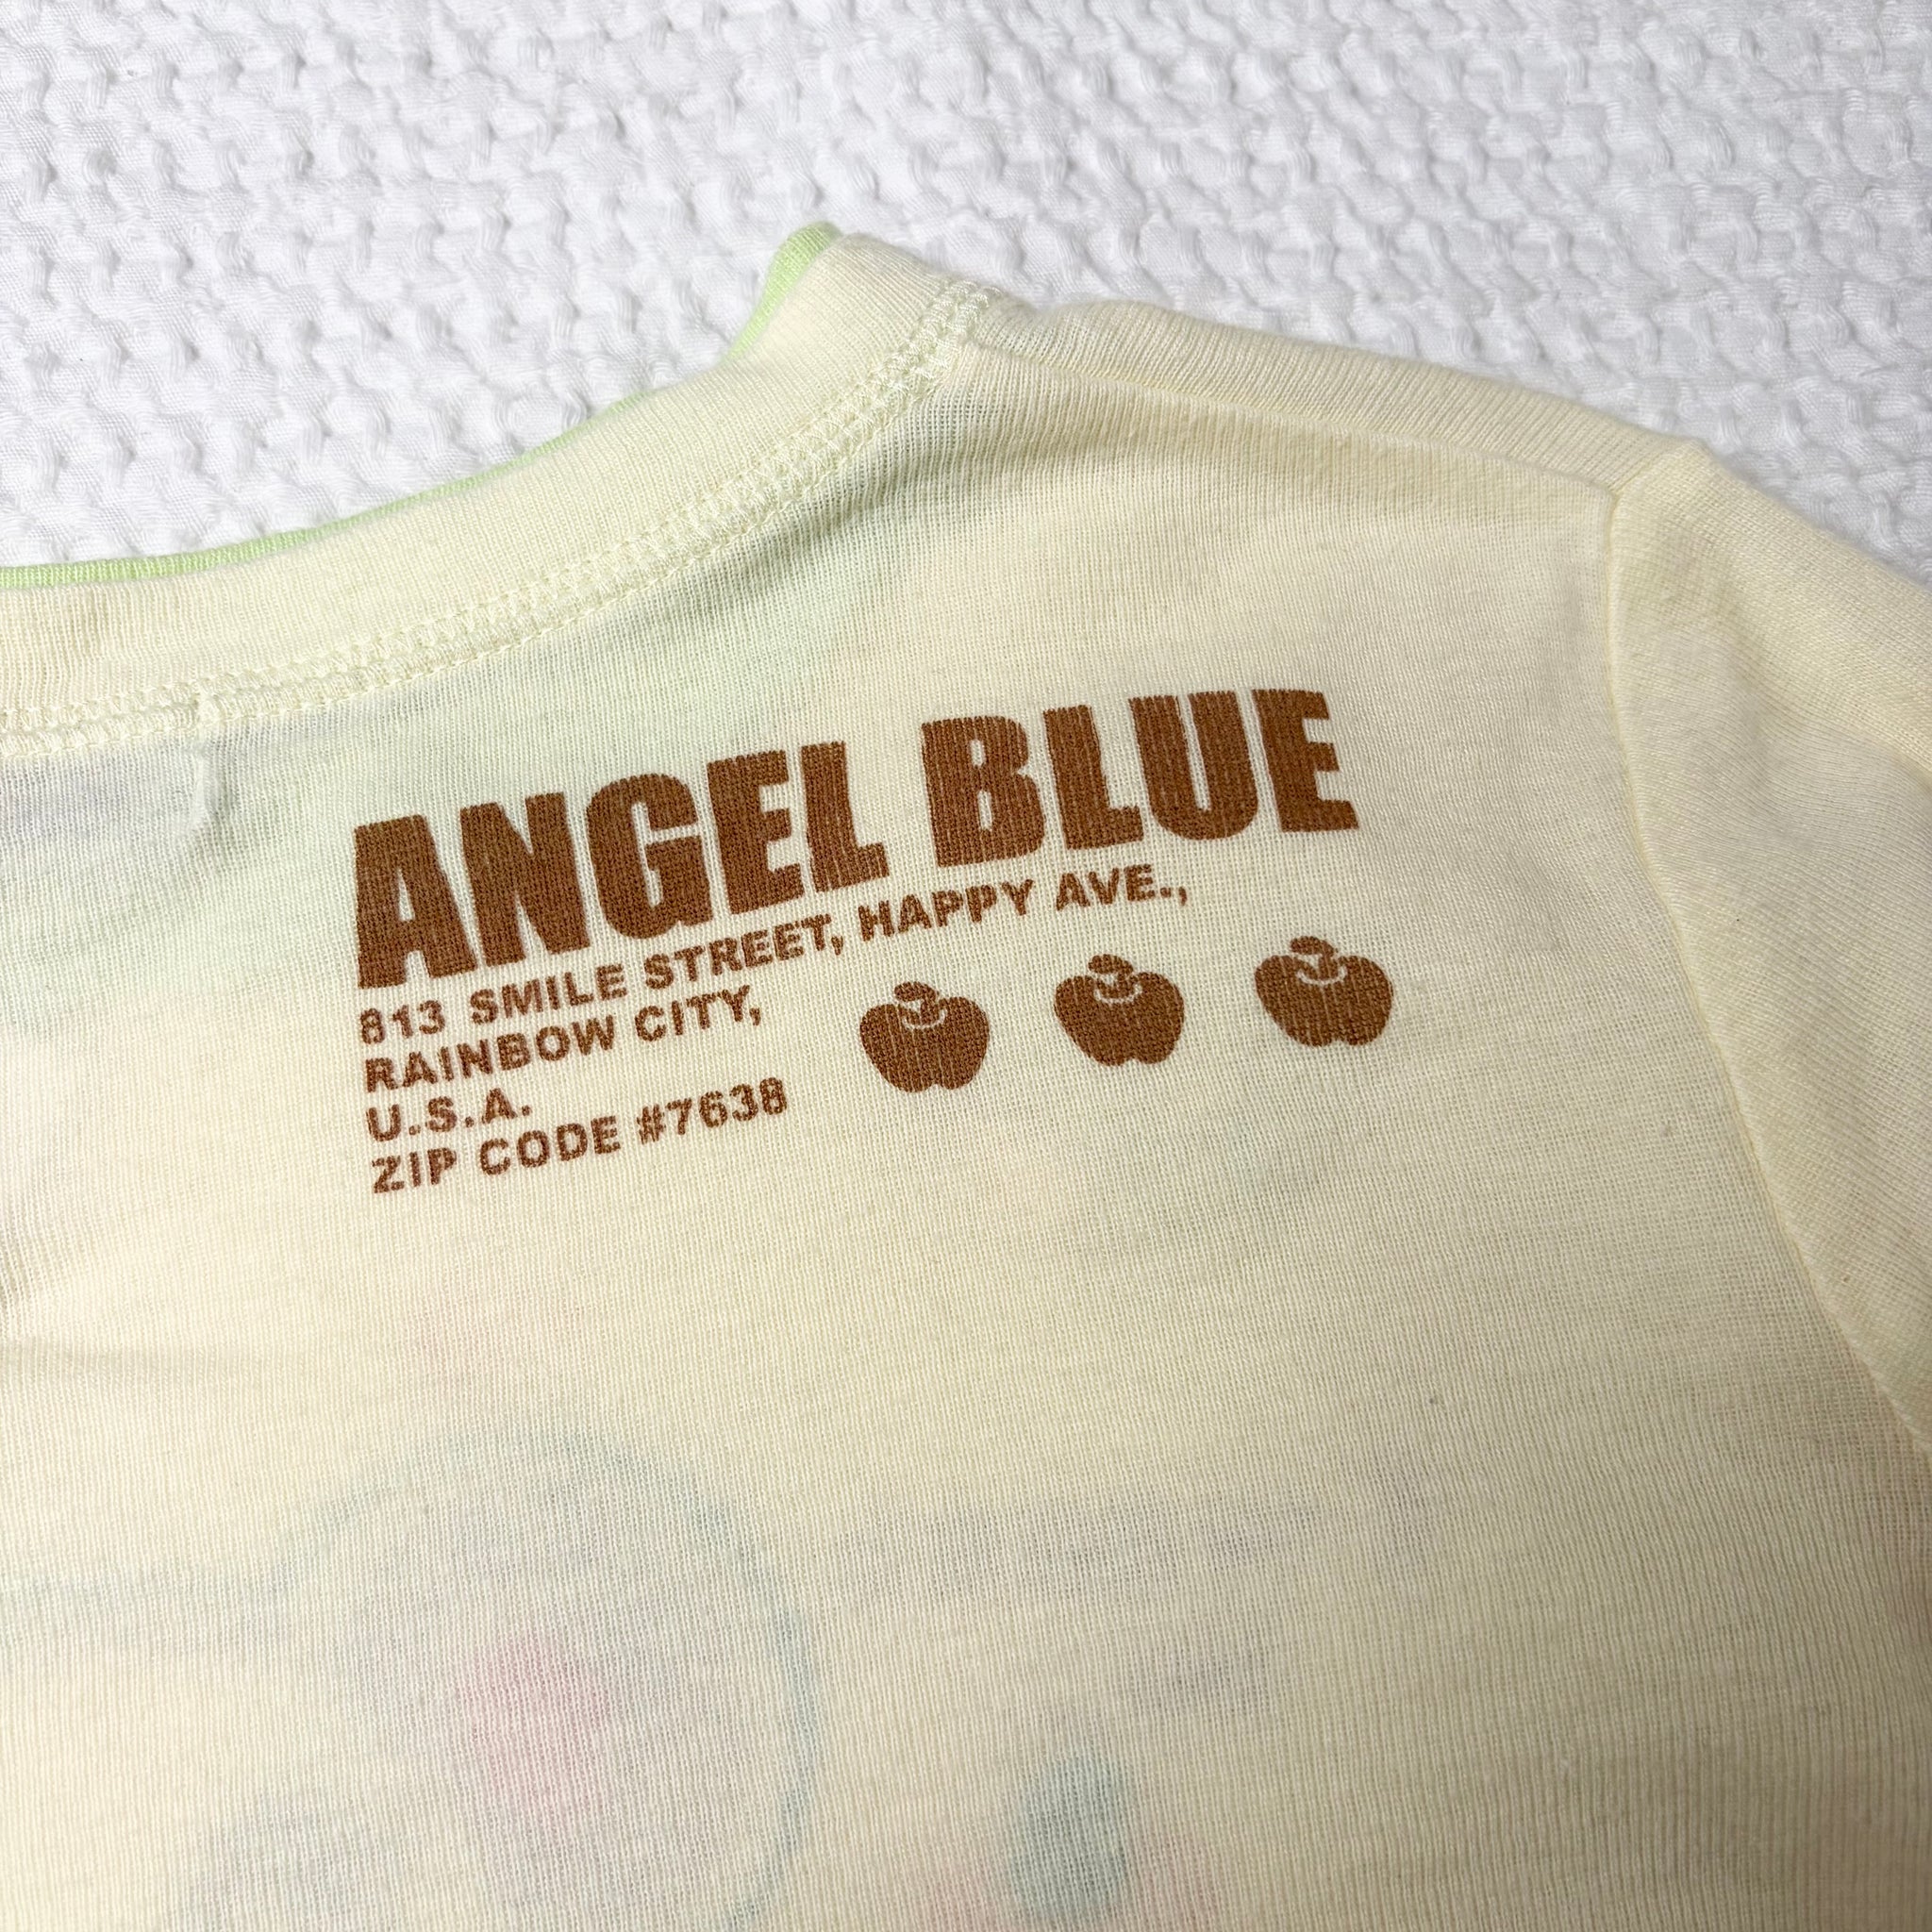 ANGEL BLUE
813 SMILE STREET, HAPPY AVE.,
RAINBOW CITY,
U.S.A.
ZIP CODE #7638